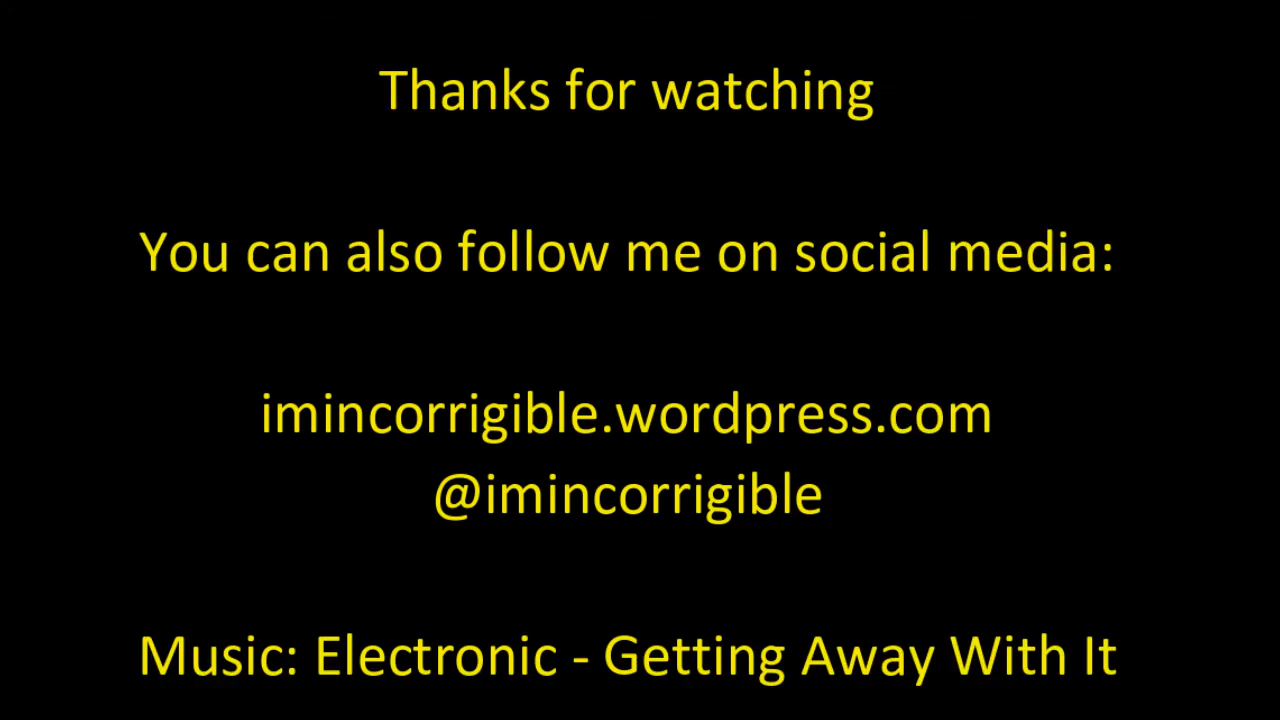 Thanks for watching
You can also follow me on social media:
imincorrigible.wordpress.com
@imincorrigible
Music: Electronic - Getting Away With It